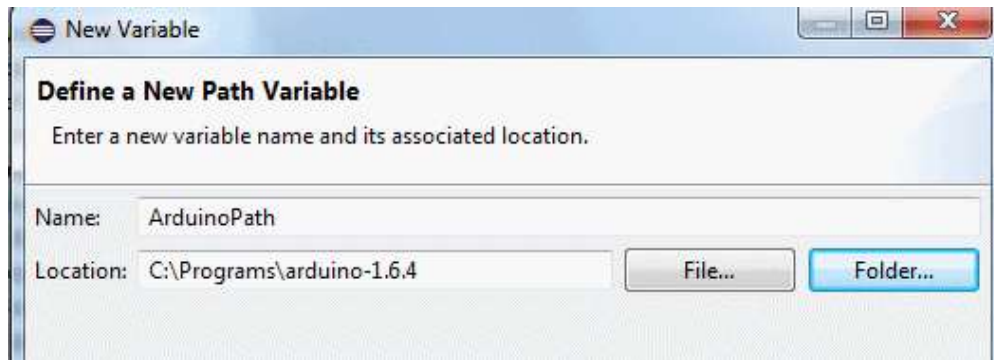 New Variable
Define a New Path Variable
Enter a new variable name and its associated location.
Name: ArduinoPath
Location: C:\Programs\arduino-1.6.4 File... Folder...